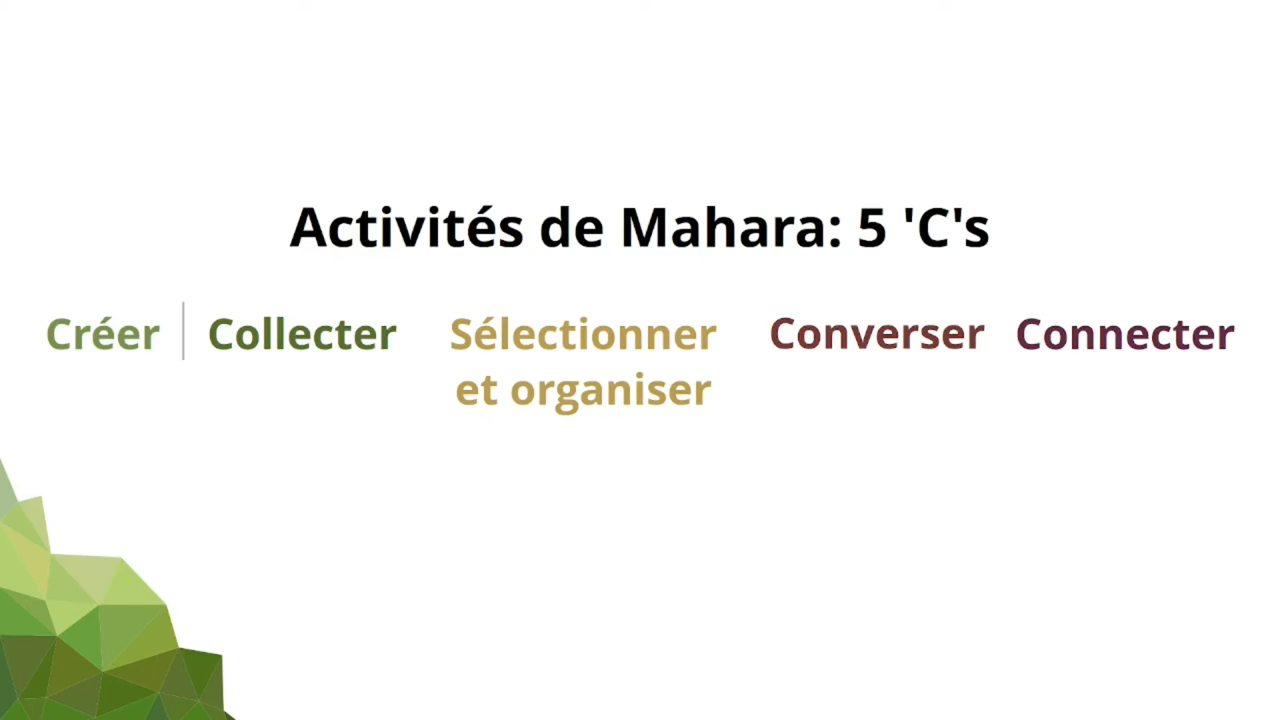 Activités de Mahara: 5 'C's
Créer Collecter Sélectionner et organiser Converser Connecter